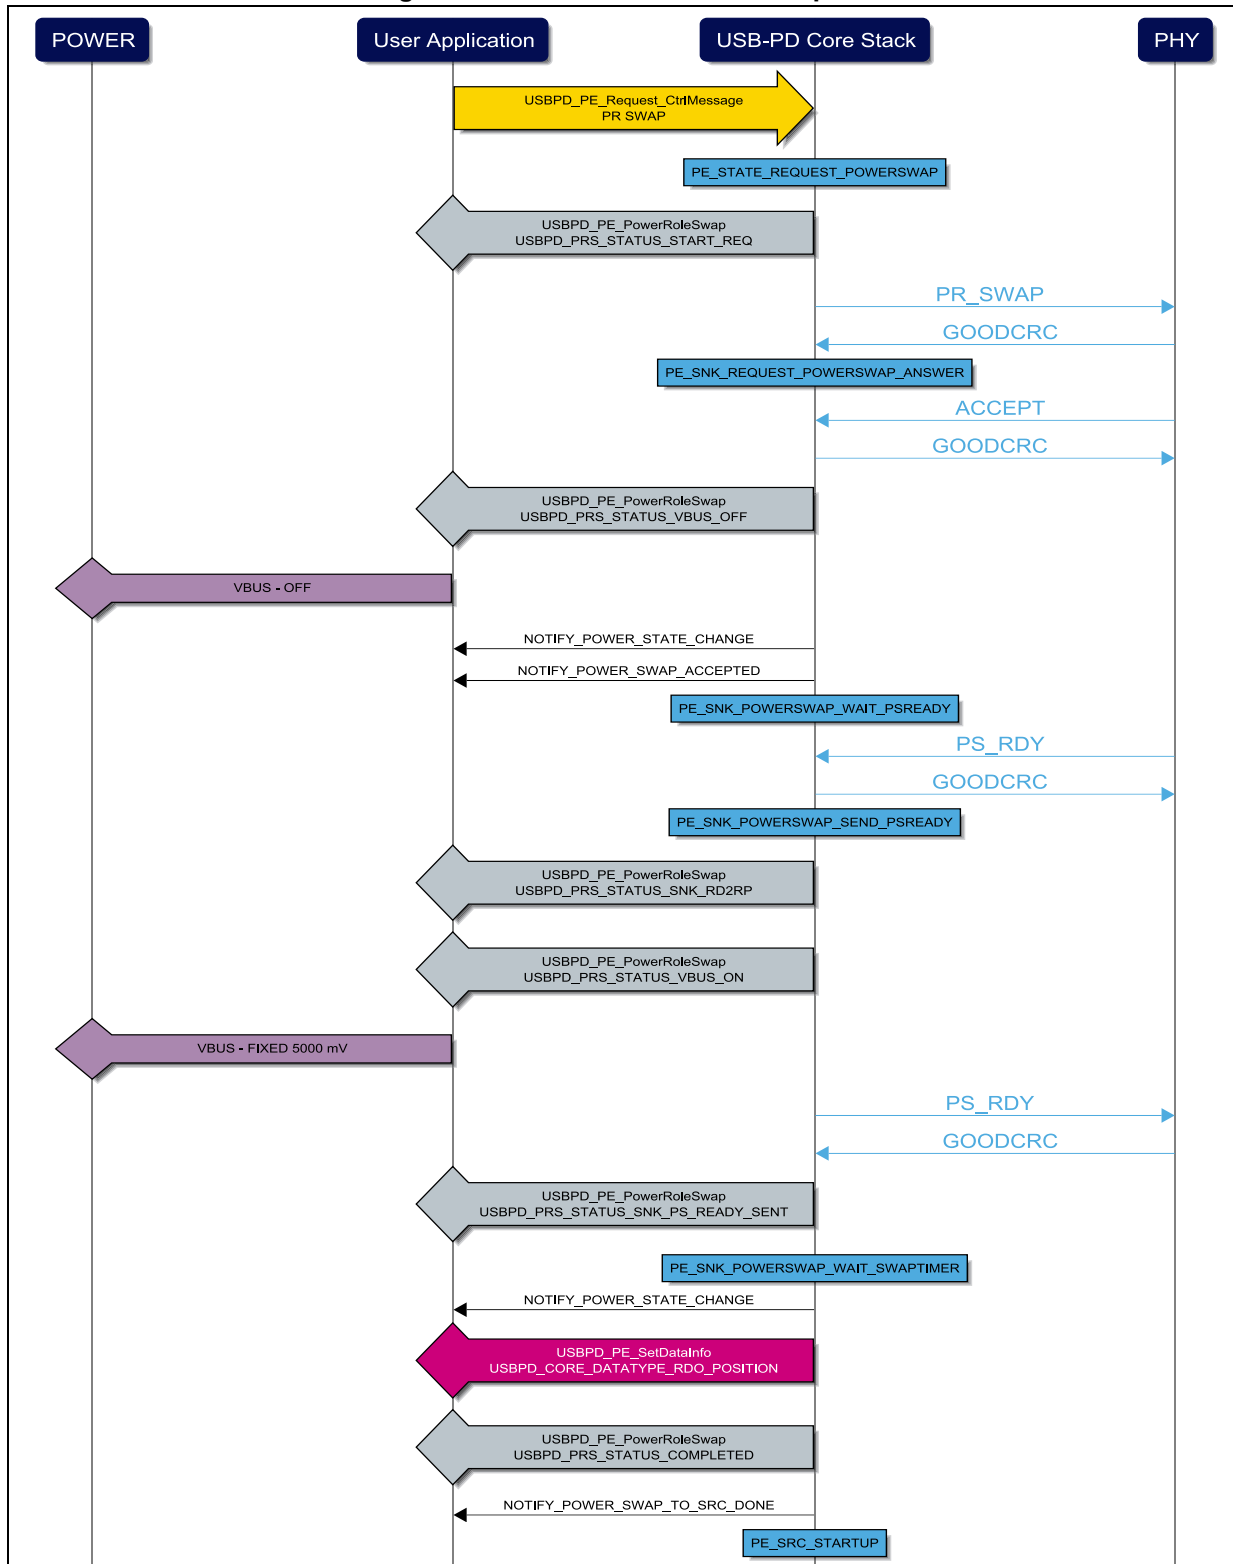 POWER
User Application
USB-PD Core Stack
PHY
USBPD_PE_Request_CtrlMessage
PR SWAP
PE_STATE_REQUEST_POWERSWAP
USBPD_PE_PowerRoleSwap
USBPD_PRS_STATUS_START_REQ
PR_SWAP
GOODCRC
PE_SNK_REQUEST_POWERSWAP_ANSWER
ACCEPT
GOODCRC
USBPD_PE_PowerRoleSwap
USBPD_PRS_STATUS_VBUS_OFF
VBUS - OFF
NOTIFY_POWER_STATE_CHANGE
NOTIFY_POWER_SWAP_ACCEPTED
PE_SNK_POWERSWAP_WAIT_PSREADY
PS_RDY
GOODCRC
PE_SNK_POWERSWAP_SEND_PSREADY
USBPD_PE_PowerRoleSwap
USBPD_PRS_STATUS_SNK_RD2RP
USBPD_PE_PowerRoleSwap
USBPD_PRS_STATUS_VBUS_ON
VBUS - FIXED 5000 mV
PS_RDY
GOODCRC
USBPD_PE_PowerRoleSwap
USBPD_PRS_STATUS_SNK_PS_READY_SENT
PE_SNK_POWERSWAP_WAIT_SWAPTIMER
NOTIFY_POWER_STATE_CHANGE
USBPD_PE_SetDataInfo
USBPD_CORE_DATATYPE_RDO_POSITION
USBPD_PE_PowerRoleSwap
USBPD_PRS_STATUS_COMPLETED
NOTIFY_POWER_SWAP_TO_SRC_DONE
PE_SRC_STARTUP